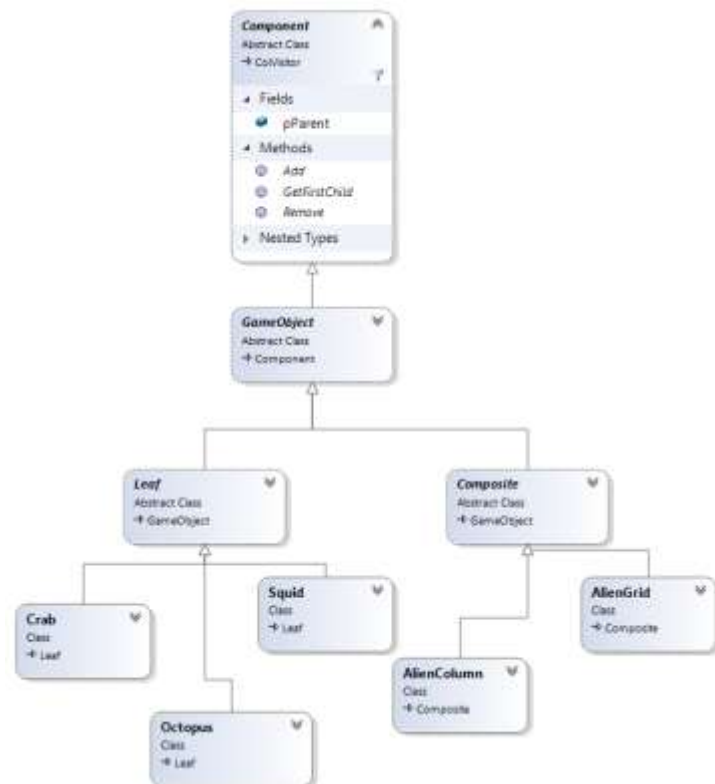 Component
Abstract Class
ColVisitor
Fields
pParent
Methods
Add
GetFirstChild
Remove
Nested Types
GameObject
Abstract Class
Component
Leaf
Abstract Class
GameObject
Composite
Abstract Class
GameObject
Squid
Class
Leaf
AlienGrid
Class
Composite
Crab
Class
Leaf
AlienColumn
Class
Composite
Octopus
Class
Leaf